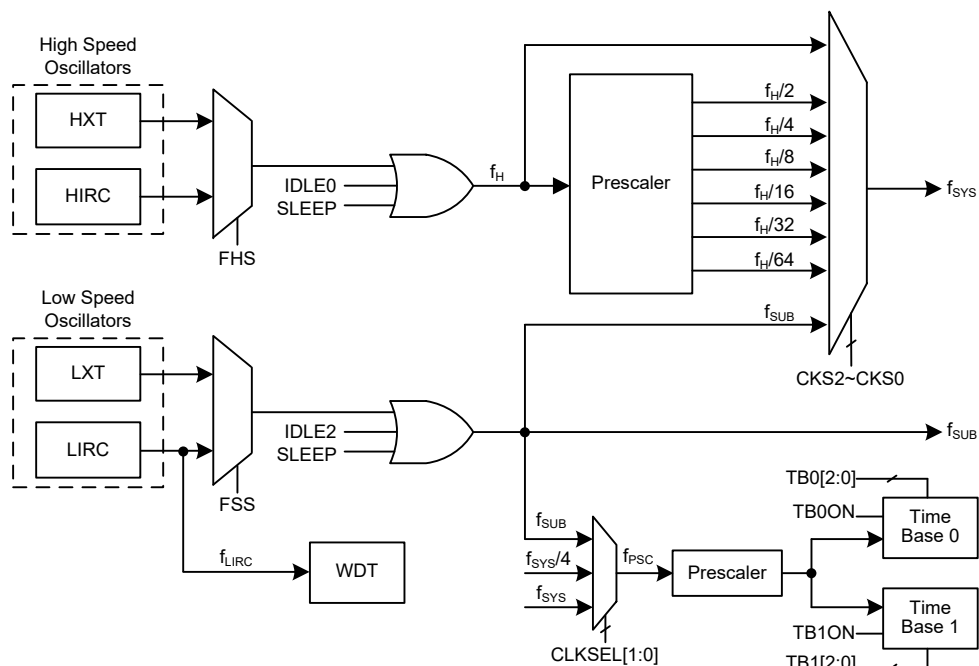 High Speed
Oscillators
HXT
HIRC
FHS
IDLE0
SLEEP
fH
Prescaler
fH/2
fH/4
fH/8
fH/16
fH/32
fH/64
fSUB
fSYS
CKS2~CKS0
Low Speed
Oscillators
LXT
LIRC
FSS
IDLE2
SLEEP
fSUB
fLIRC
WDT
fSUB
fSYS/4
fSYS
CLKSEL[1:0]
fPSC
Prescaler
TB0[2:0]
TB0ON
Time
Base 0
Time
Base 1
TB1ON
TB1[2:0]